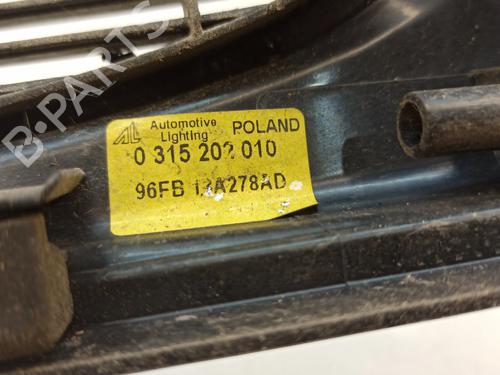 AL Automotive Lighting POLAND
0 315 202 010
96FB 13A278AD
B-PARTS